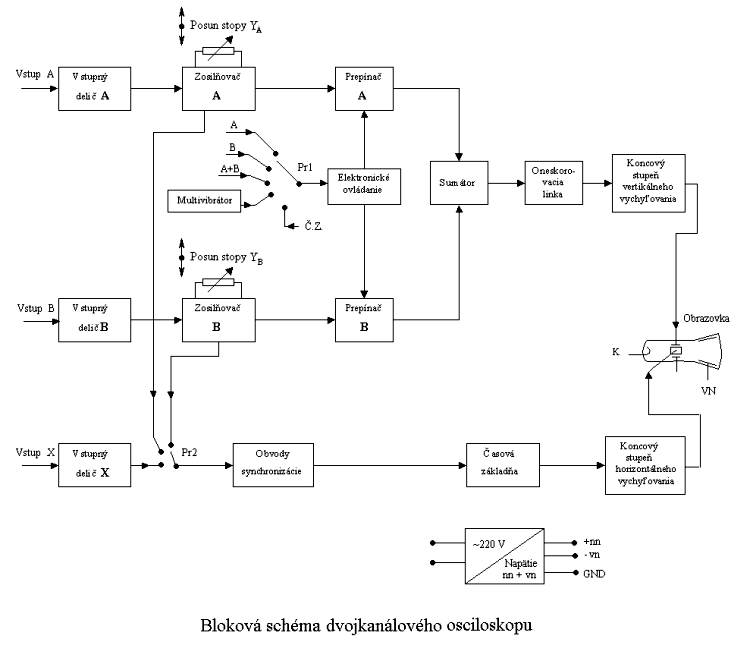 Posun stopy YA
Vstup A
Vstupný
delič A
Zosilňovač
A
Prepínač
A
A
B
A+B
Multivibrátor
Č.Z.
Pr1
Elektronické
ovládanie
Sumátor
Oneskoro-
vacia
linka
Koncový
stupeň
vertikálneho
vychyľovania
Posun stopy YB
Vstup B
Vstupný
delič B
Zosilňovač
B
Prepínač
B
Obrazovka
K
VN
Vstup X
Vstupný
delič X
Pr2
Obvody
synchronizácie
Časová
základňa
Koncový
stupeň
horizontálneho
vychyľovania
~220 V
Napätie
nn + vn
+nn
-vn
GND
Bloková schéma dvojkanálového osciloskopu